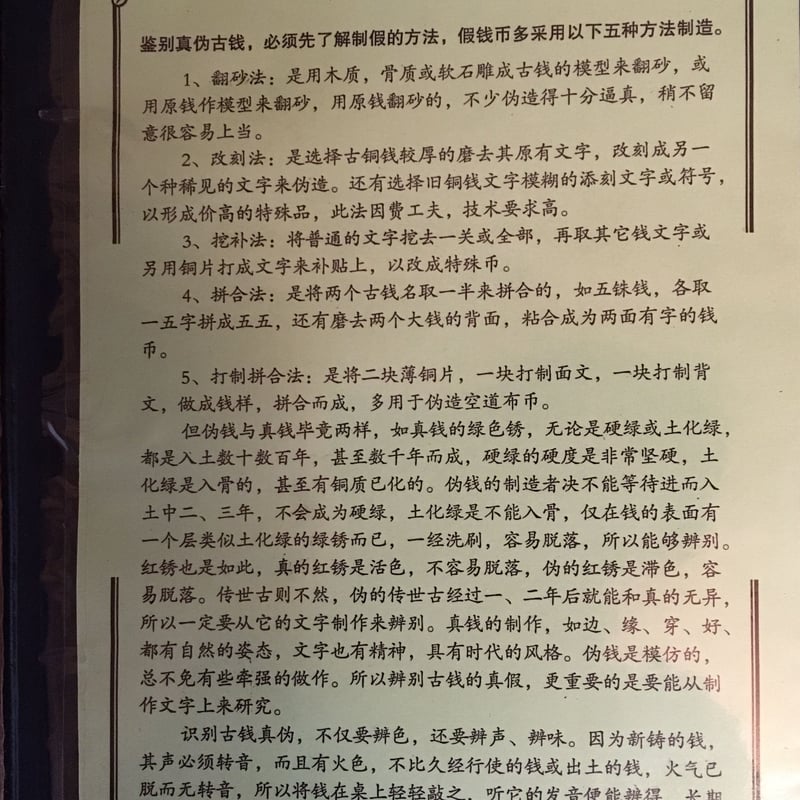 鉴别真伪古钱，必须先了解制假的方法，假钱币多采用以下五种方法制造。
1、翻砂法：是用木质，骨质或软石雕成古钱的模型来翻砂，或
用原钱作模型来翻砂，用原钱翻砂的，不少伪造得十分逼真，稍不留
意很容易上当。
2、改刻法：是选择古铜钱较厚的磨去其原有文字，改刻成另一
个种稀见的文字来伪造。还有选择旧铜钱文字模糊的添刻文字或符号，
以形成价高的特殊品，此法因费工夫，技术要求高。
3、挖补法：将普通的文字挖去一关或全部，再取其它钱文字或
另用铜片打成文字来补贴上，以改成特殊币。
4、拼合法：是将两个古钱名取一半来拼合的，如五铢钱，各取
一五字拼成五五，还有磨去两个大钱的背面，粘合成为两面有字的钱
币。
5、打制拼合法：是将二块薄铜片，一块打制面文，一块打制背
文，做成钱样，拼合而成，多用于伪造空道布币。
但伪钱与真钱毕竟两样，如真钱的绿色锈，无论是硬绿或土化绿，
都是入土数十数百年，甚至数千年而成，硬绿的硬度是非常坚硬，土
化绿是入骨的，甚至有铜质已化的。伪钱的制造者决不能等待进而入
土中二、三年，不会成为硬绿，土化绿是不能入骨，仅在钱的表面有
一个层类似土化绿的绿锈而已，一经洗刷，容易脱落，所以能够辨别。
红锈也是如此，真的红锈是活色，不容易脱落，伪的红锈是滞色，容
易脱落。传世古则不然，伪的传世古经过一、二年后就能和真的无异，
所以一定要从它的文字制作来辨别。真钱的制作，如边、缘、穿、好、
都有自然的姿态，文字也有精神，具有时代的风格。伪钱是模仿的，
总不免有些牵强的做作。所以辨别古钱的真假，更重要的是要能从制
作文字上来研究。
识别古钱真伪，不仅要辨色，还要辨声、辨味。因为新铸的钱，
其声必须转音，而且有火色，不比久经行使的钱或出土的钱，火气已
脱而无转音，所以将钱在桌上轻轻敲之，听它的发音便能辨得，长期